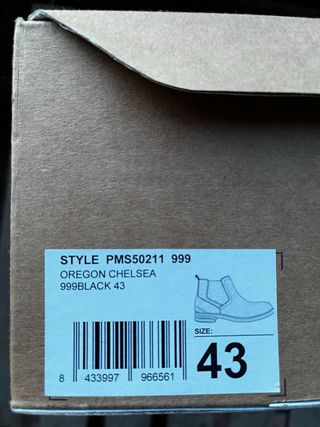 STYLE PMS50211 999
OREGON CHELSEA
999BLACK 43
SIZE:
43
8 433997 966561